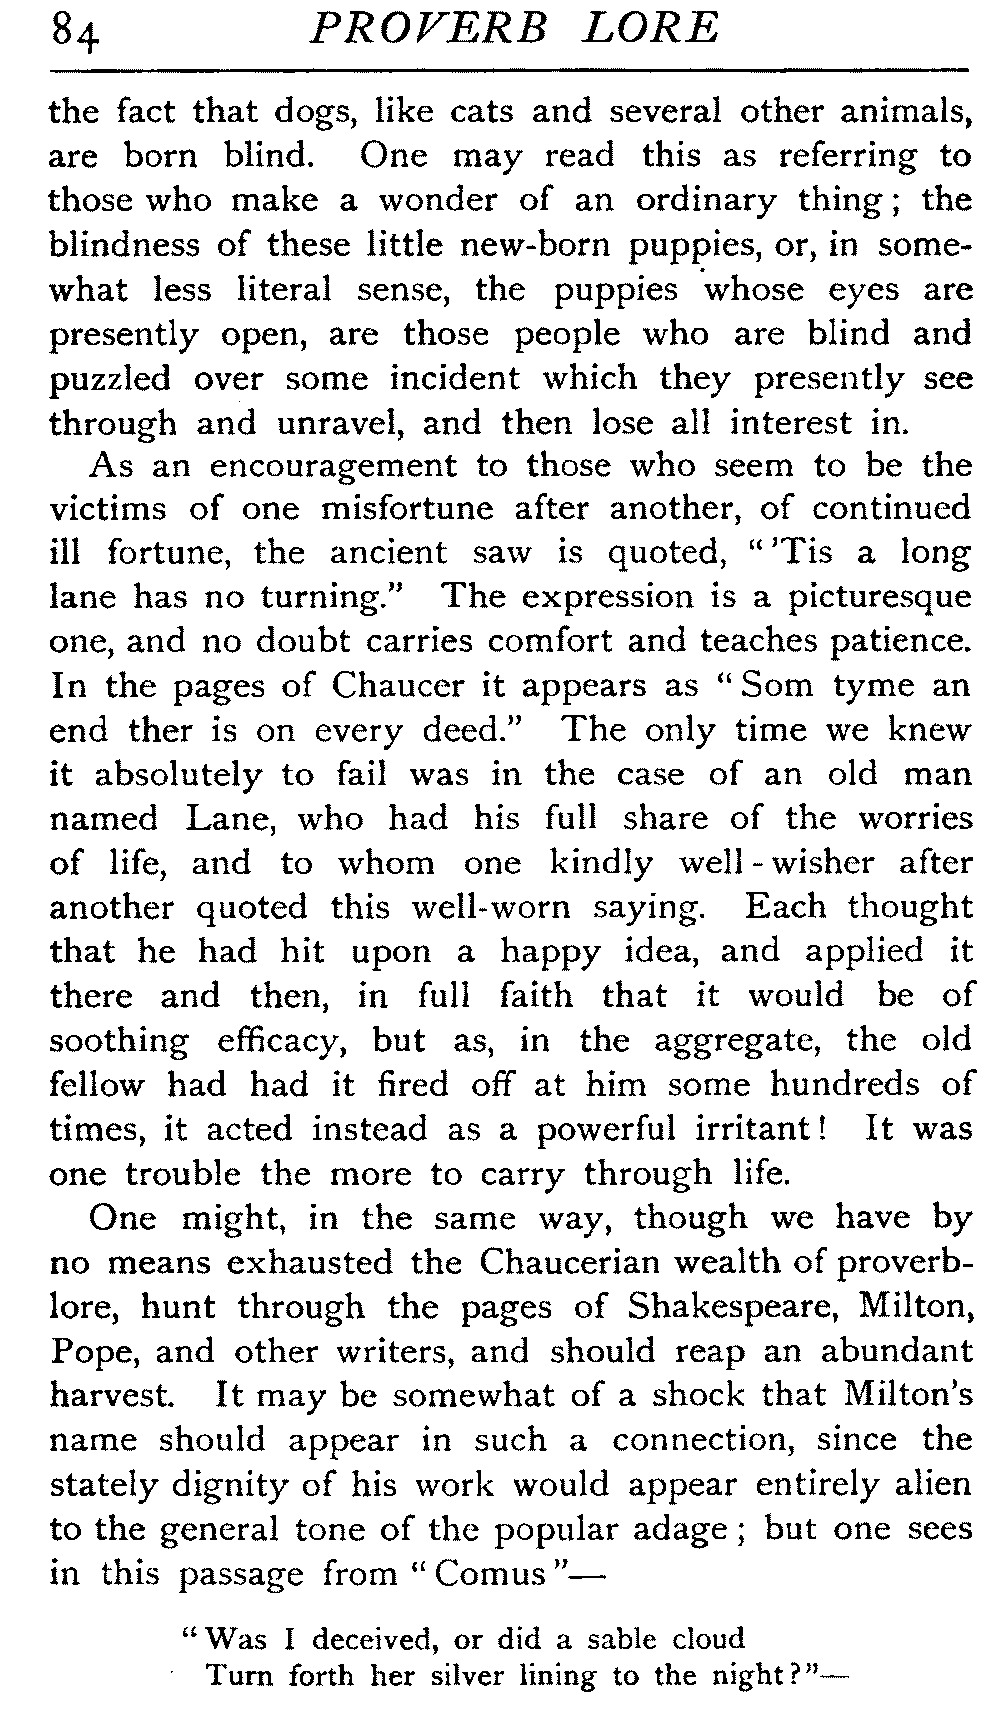 84 PROVERB LORE
the fact that dogs, like cats and several other animals,
are born blind. One may read this as referring to
those who make a wonder of an ordinary thing; the
blindness of these little new-born puppies, or, in some-
what less literal sense, the puppies whose eyes are
presently open, are those people who are blind and
puzzled over some incident which they presently see
through and unravel, and then lose all interest in.
As an encouragement to those who seem to be the
victims of one misfortune after another, of continued
ill fortune, the ancient saw is quoted, "'Tis a long
lane has no turning." The expression is a picturesque
one, and no doubt carries comfort and teaches patience.
In the pages of Chaucer it appears as "Som tyme an
end ther is on every deed." The only time we knew
it absolutely to fail was in the case of an old man
named Lane, who had his full share of the worries
of life, and to whom one kindly well-wisher after
another quoted this well-worn saying. Each thought
that he had hit upon a happy idea, and applied it
there and then, in full faith that it would be of
soothing efficacy, but as, in the aggregate, the old
fellow had had it fired off at him some hundreds of
times, it acted instead as a powerful irritant! It was
one trouble the more to carry through life.
One might, in the same way, though we have by
no means exhausted the Chaucerian wealth of proverb-
lore, hunt through the pages of Shakespeare, Milton,
Pope, and other writers, and should reap an abundant
harvest. It may be somewhat of a shock that Milton's
name should appear in such a connection, since the
stately dignity of his work would appear entirely alien
to the general tone of the popular adage; but one sees
in this passage from "Comus"—
"Was I deceived, or did a sable cloud
Turn forth her silver lining to the night?"—